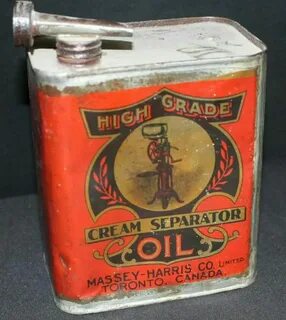 HIGH GRADE
CREAM SEPARATOR
OIL
MASSEY-HARRIS CO. LIMITED
TORONTO, CANADA.